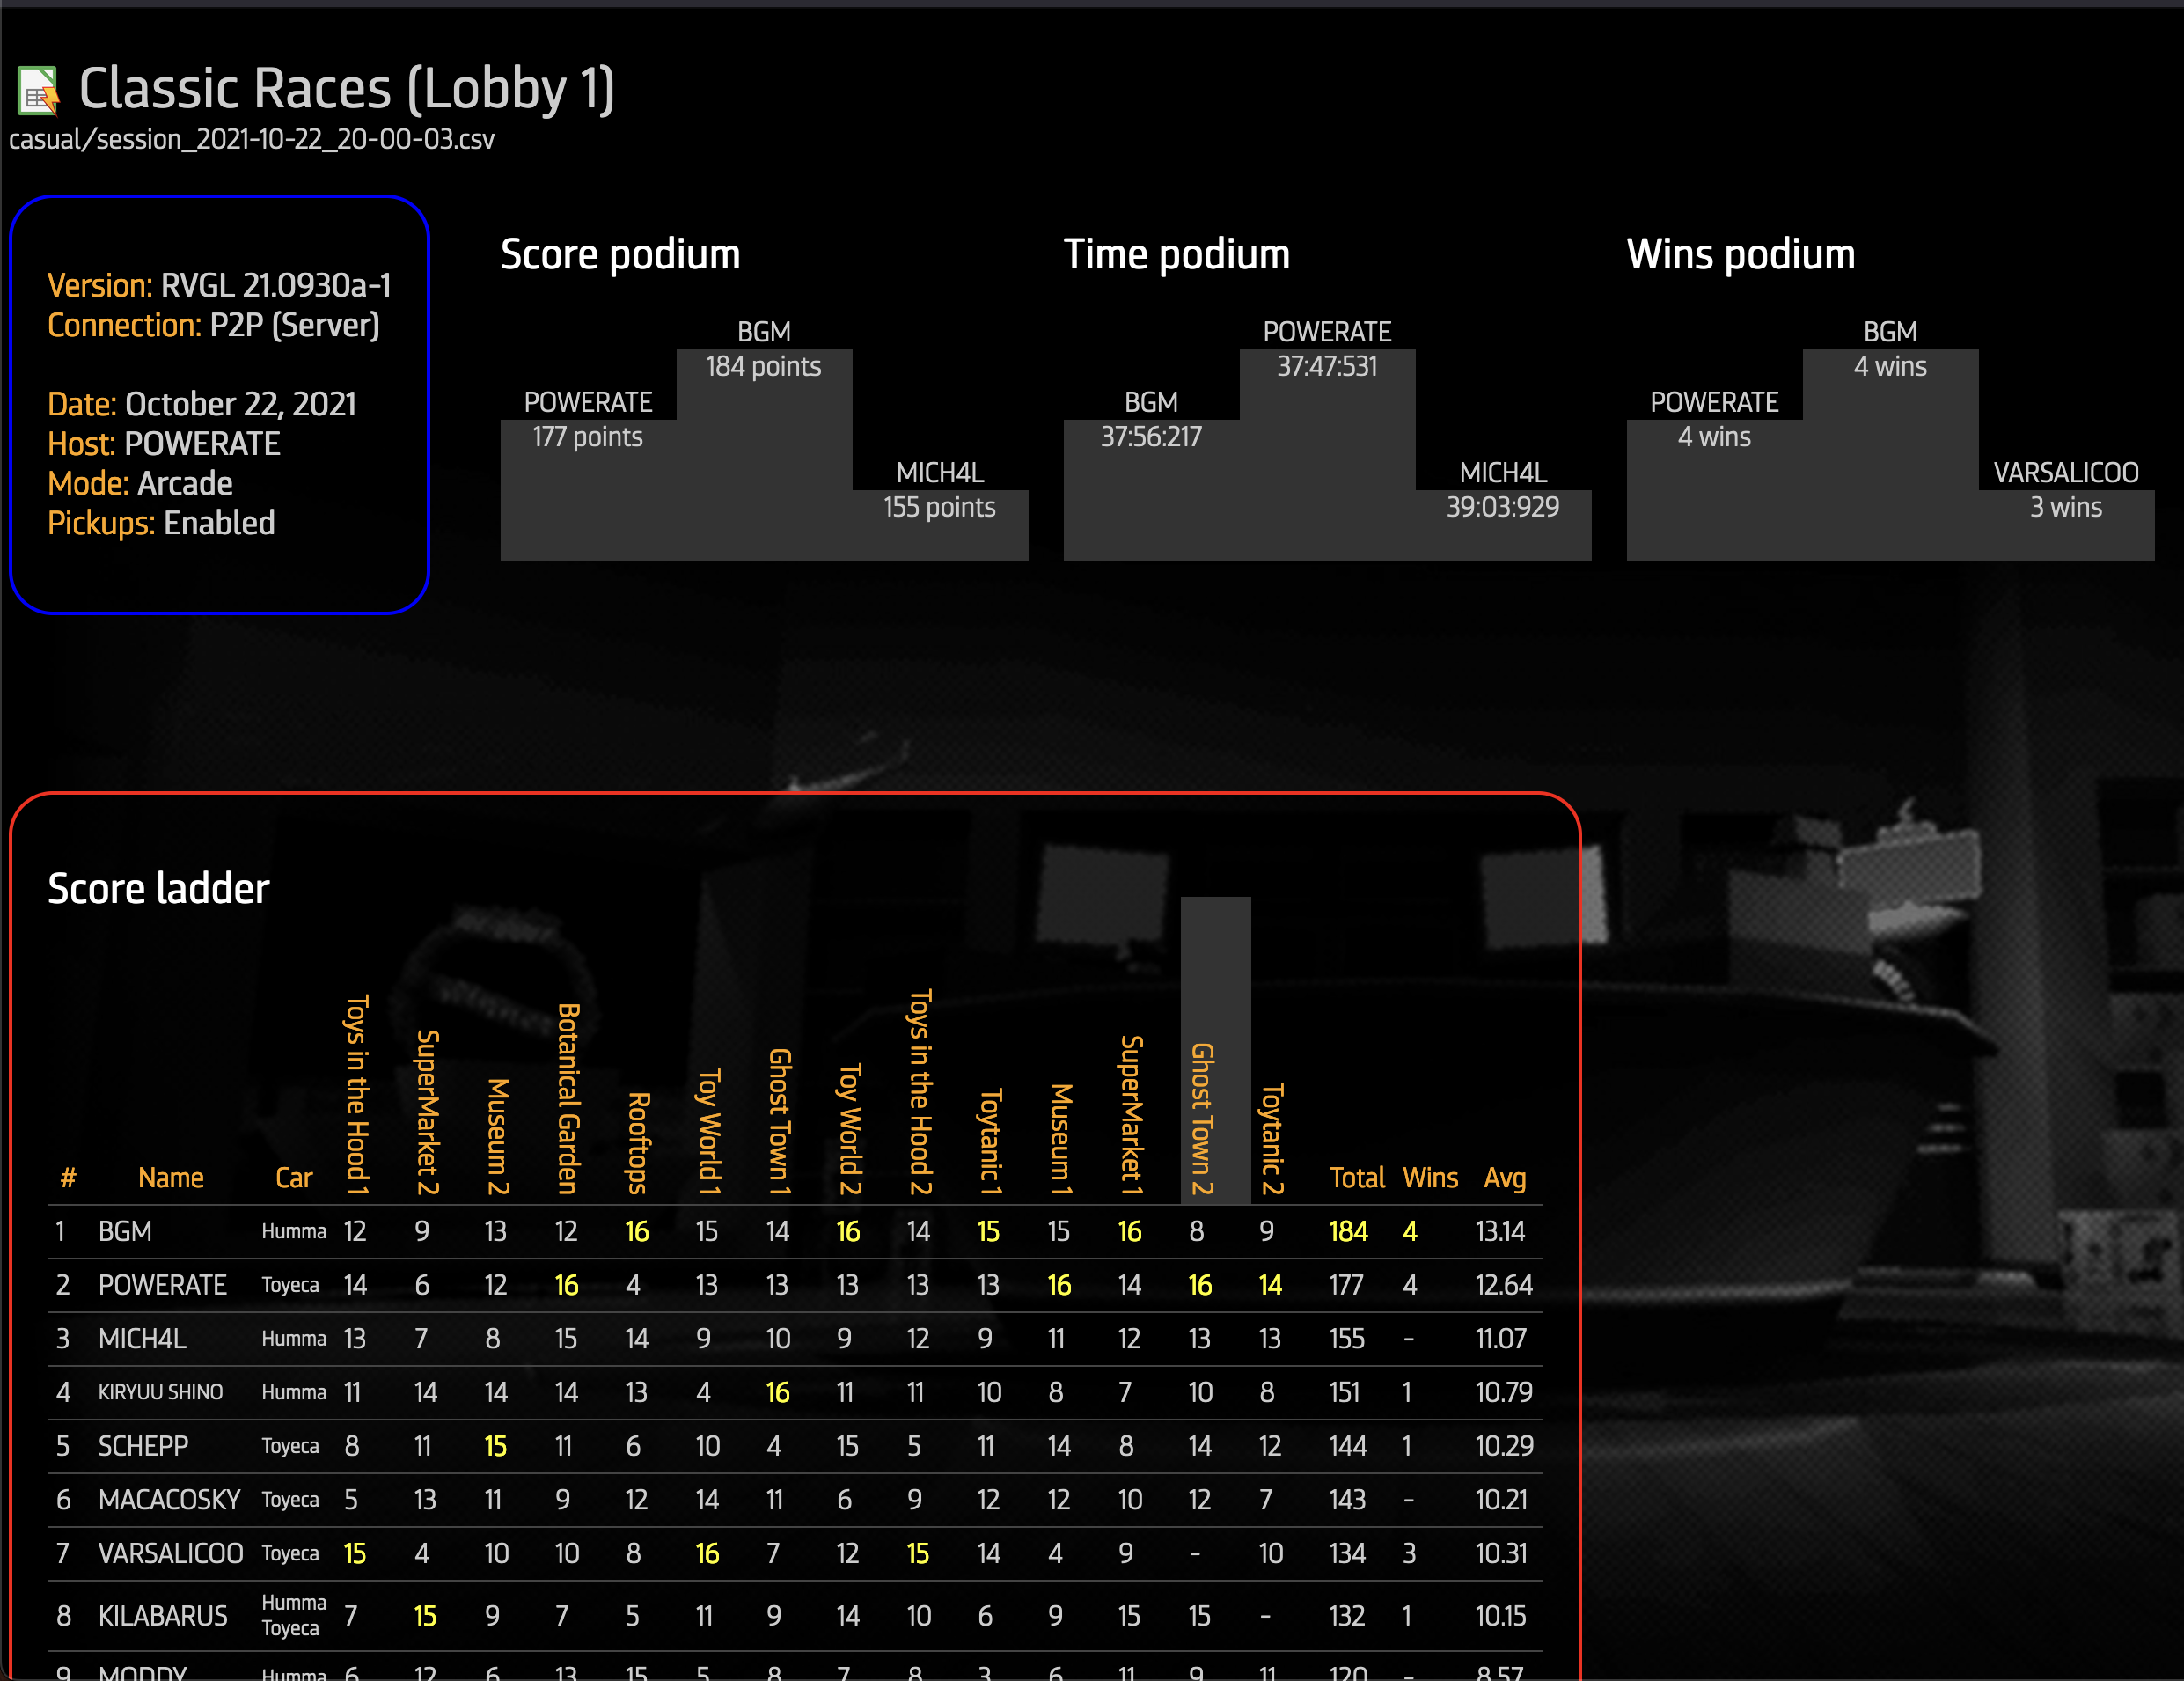 Classic Races (Lobby 1)
casual/session_2021-10-22_20-00-03.csv
Version: RVGL 21.0930a-1
Connection: P2P (Server)
Date: October 22, 2021
Host: POWERATE
Mode: Arcade
Pickups: Enabled
Score podium
BGM
184 points
POWERATE
177 points
MICH4L
155 points
Time podium
POWERATE
37:47:531
BGM
37:56:217
MICH4L
39:03:929
Wins podium
BGM
4 wins
POWERATE
4 wins
VARSALICOO
3 wins
Score ladder
# Name Car Toys in the Hood 1 SuperMarket 2 Museum 2 Botanical Garden Rooftops Toy World 1 Ghost Town 1 Toy World 2 Toys in the Hood 2 Toytanic 1 Museum 1 SuperMarket 1 Ghost Town 2 Toytanic 2 Total Wins Avg
1 BGM Humma 12 9 13 12 16 15 14 16 14 15 15 16 8 9 184 4 13.14
2 POWERATE Toyeca 14 6 12 16 4 13 13 13 13 13 16 14 16 14 177 4 12.64
3 MICH4L Humma 13 7 8 15 14 9 10 9 12 9 11 12 13 13 155 - 11.07
4 KIRYUU SHINO Humma 11 14 14 14 13 4 16 11 11 10 8 7 10 8 151 1 10.79
5 SCHEPP Toyeca 8 11 15 11 6 10 4 15 5 11 14 8 14 12 144 1 10.29
6 MACACOSKY Toyeca 5 13 11 9 12 14 11 6 9 12 12 10 12 7 143 - 10.21
7 VARSALICOO Toyeca 15 4 10 10 8 16 7 12 15 14 4 9 - 10 134 3 10.31
8 KILABARUS Humma Toyeca ... 7 15 9 7 5 11 9 14 10 6 9 15 15 - 132 1 10.15
9 MODDY Humma 6 12 6 13 15 5 8 7 8 3 6 11 9 11 120 - 8.57